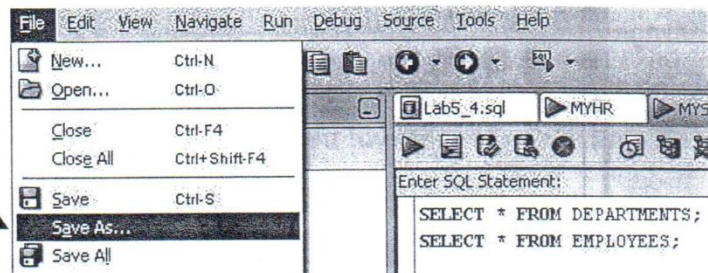 File Edit View Navigate Run Debug Source Tools Help
New... Ctrl-N
Open... Ctrl-O
Close Ctrl-F4
Close All Ctrl+Shift-F4
Save Ctrl-S
Save As...
Save All
Lab5_4.sql MYHR MYS
Enter SQL Statement:
SELECT * FROM DEPARTMENTS;
SELECT * FROM EMPLOYEES;